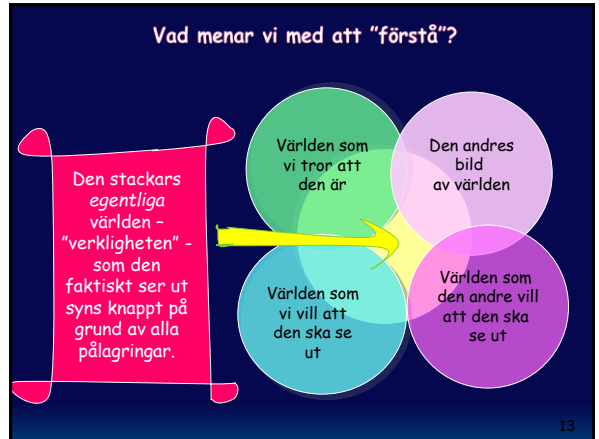 Vad menar vi med att ”förstå”?
Den stackars
egentliga
världen –
”verkligheten” -
som den
faktiskt ser ut
syns knappt på
grund av alla
pålagringar.
Världen som
vi tror att
den är
Den andres
bild
av världen
Världen som
vi vill att
den ska se
ut
Världen som
den andre vill
att den ska
se ut
13